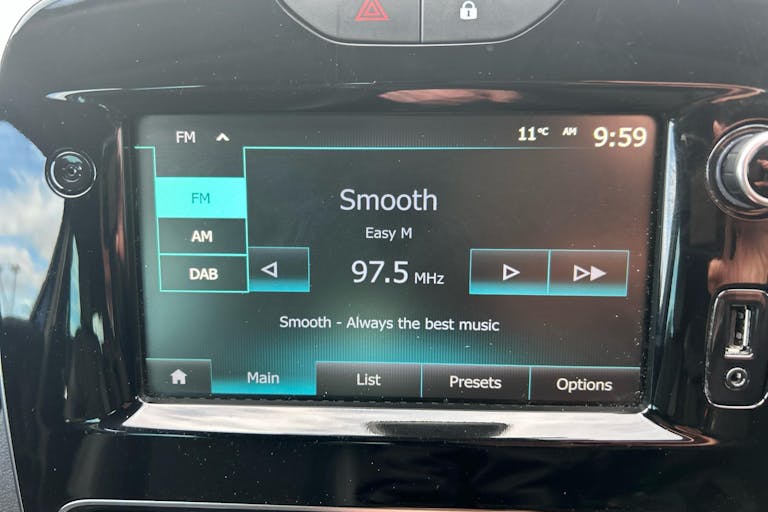 FM 11°C AM 9:59
FM
AM
DAB
Smooth
Easy M
97.5 MHz
Smooth - Always the best music
Main List Presets Options